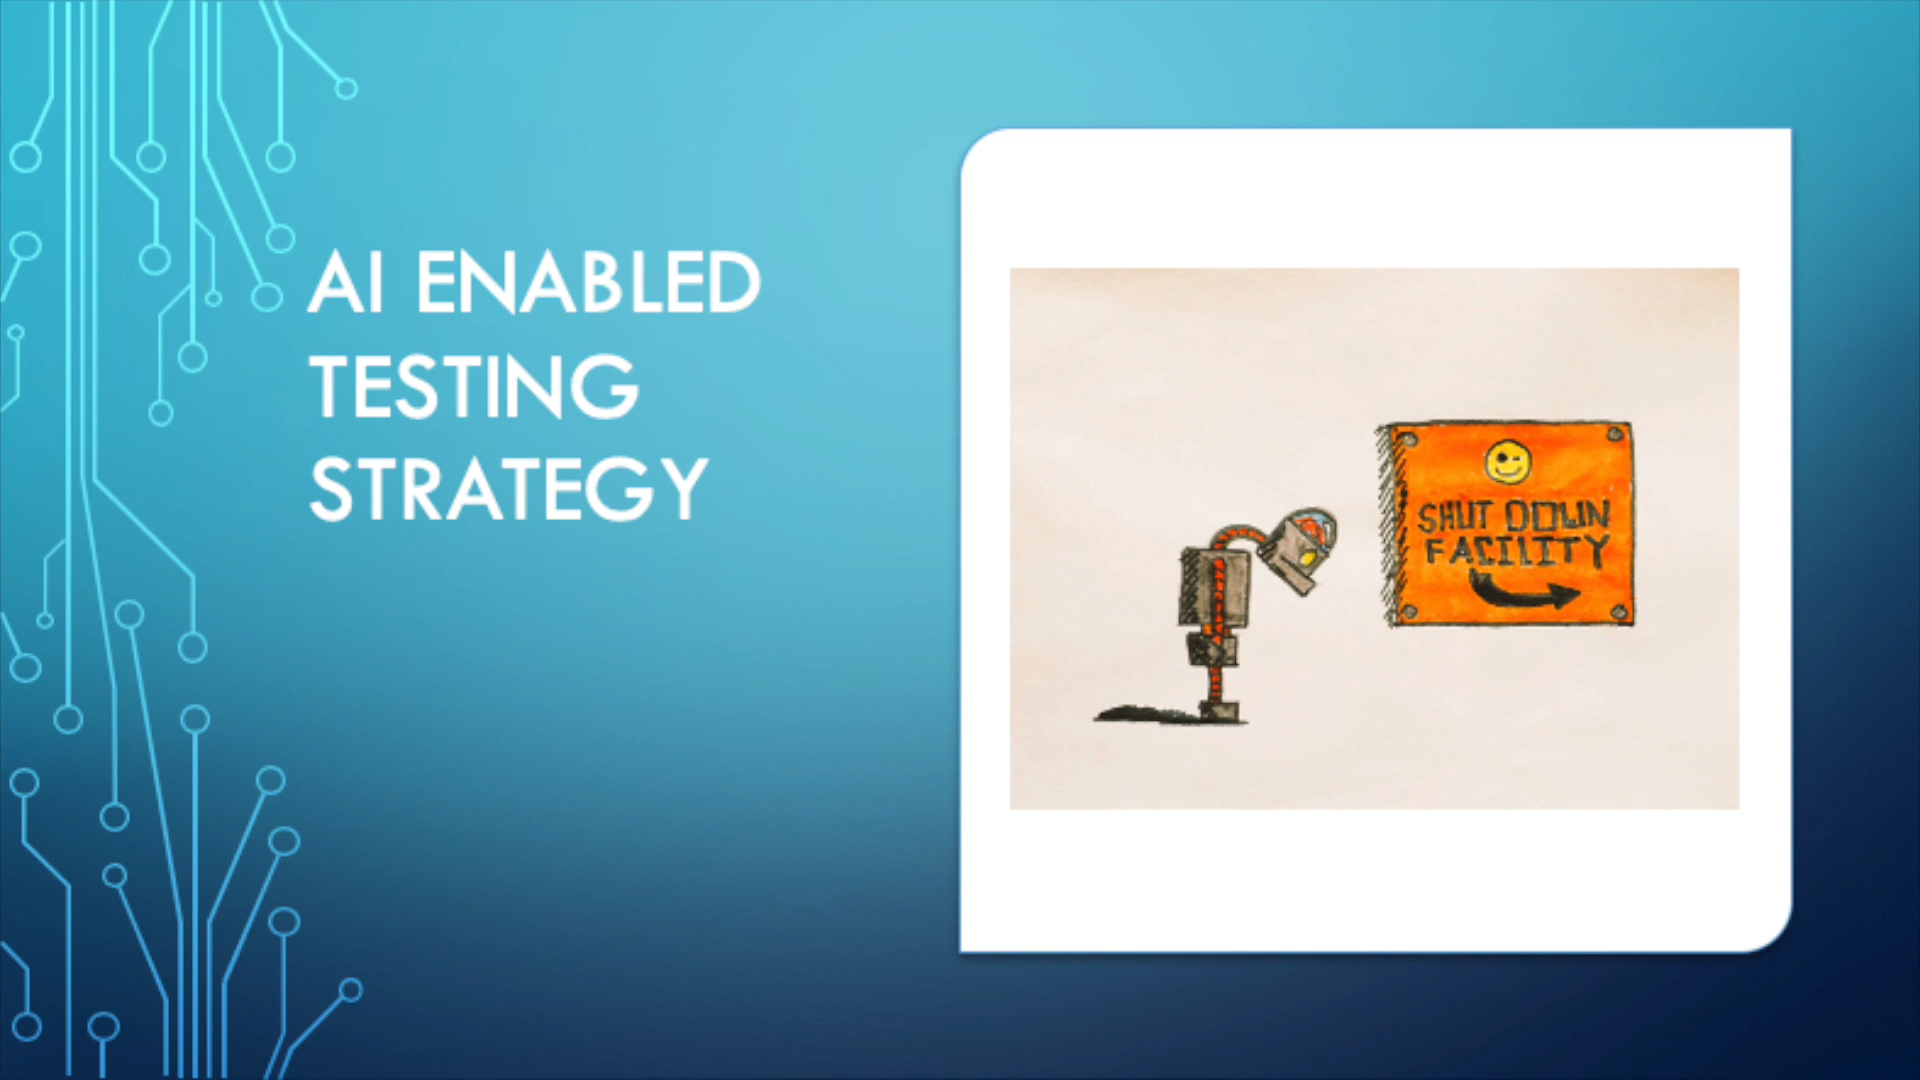 AI ENABLED
TESTING
STRATEGY
SHUT DOWN
FACILITY